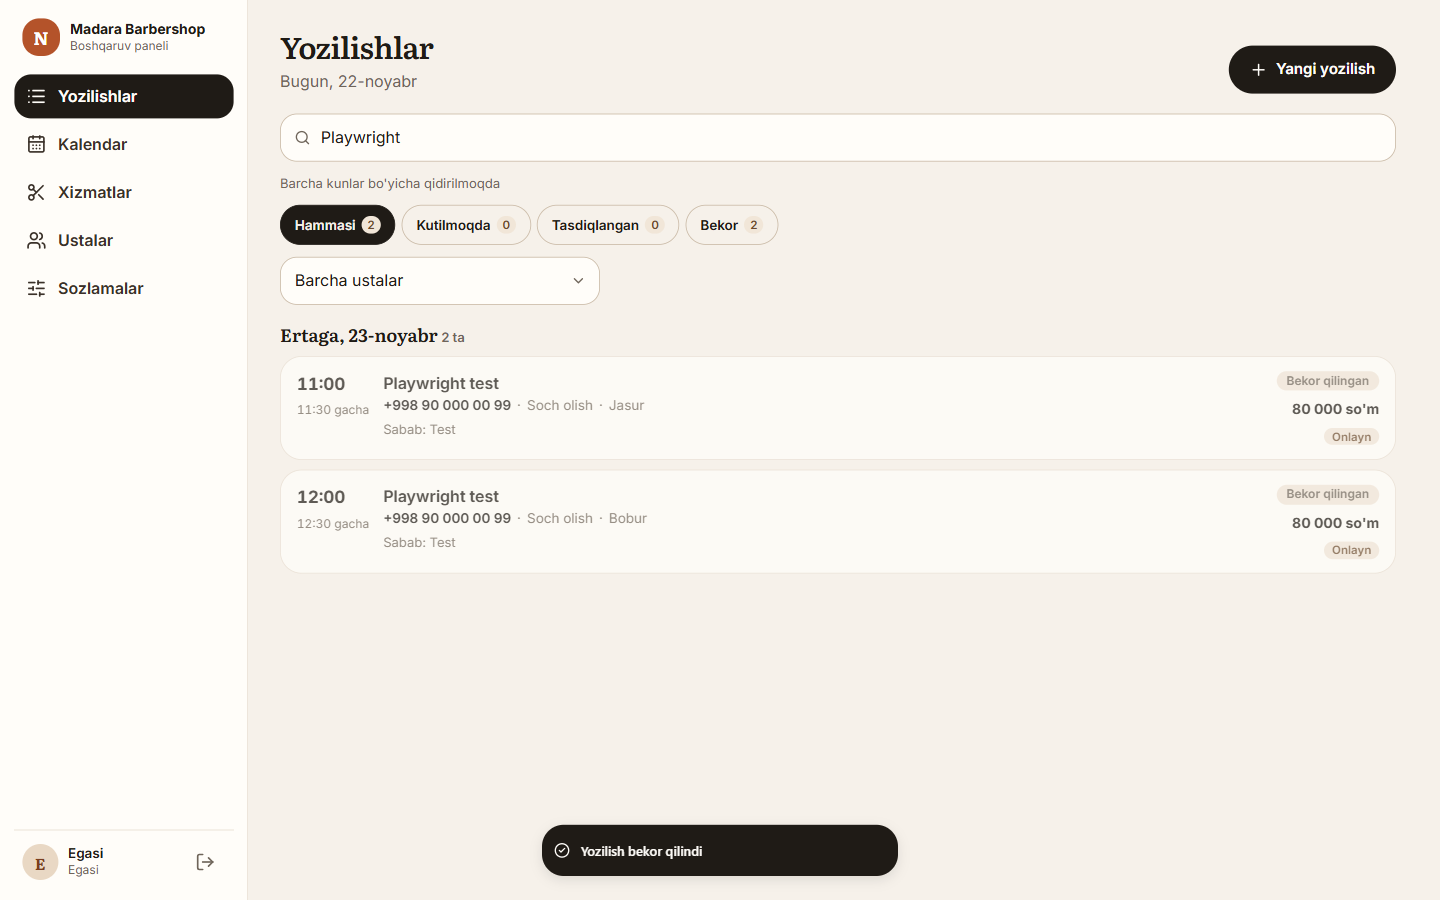 N
Madara Barbershop
Boshqaruv paneli
Yozilishlar
Kalendar
Xizmatlar
Ustalar
Sozlamalar
E
Egasi
Egasi
Yozilishlar
Bugun, 22-noyabr
Yangi yozilish
Playwright
Barcha kunlar bo'yicha qidirilmoqda
Hammasi 2 Kutilmoqda 0 Tasdiqlangan 0 Bekor 2
Barcha ustalar
Ertaga, 23-noyabr 2 ta
11:00 Playwright test Bekor qilingan
11:30 gacha +998 90 000 00 99 · Soch olish · Jasur 80 000 so'm
Sabab: Test Onlayn
12:00 Playwright test Bekor qilingan
12:30 gacha +998 90 000 00 99 · Soch olish · Bobur 80 000 so'm
Sabab: Test Onlayn
Yozilish bekor qilindi